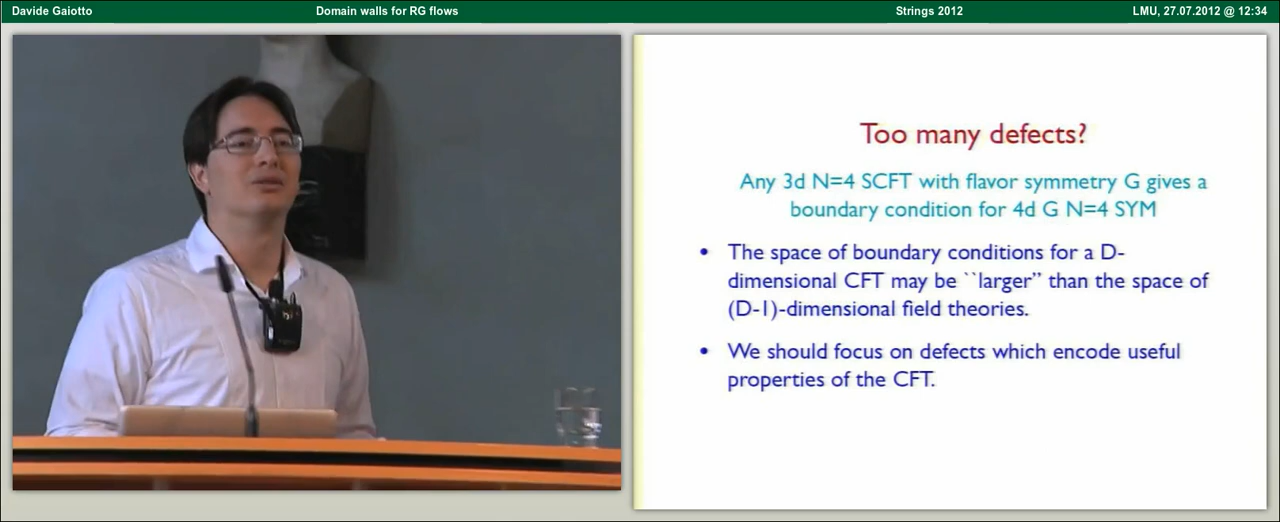 Davide Gaiotto Domain walls for RG flows Strings 2012 LMU, 27.07.2012 @ 12:34
Too many defects?
Any 3d N=4 SCFT with flavor symmetry G gives a
boundary condition for 4d G N=4 SYM
• The space of boundary conditions for a D-
dimensional CFT may be ``larger” than the space of
(D-1)-dimensional field theories.
• We should focus on defects which encode useful
properties of the CFT.